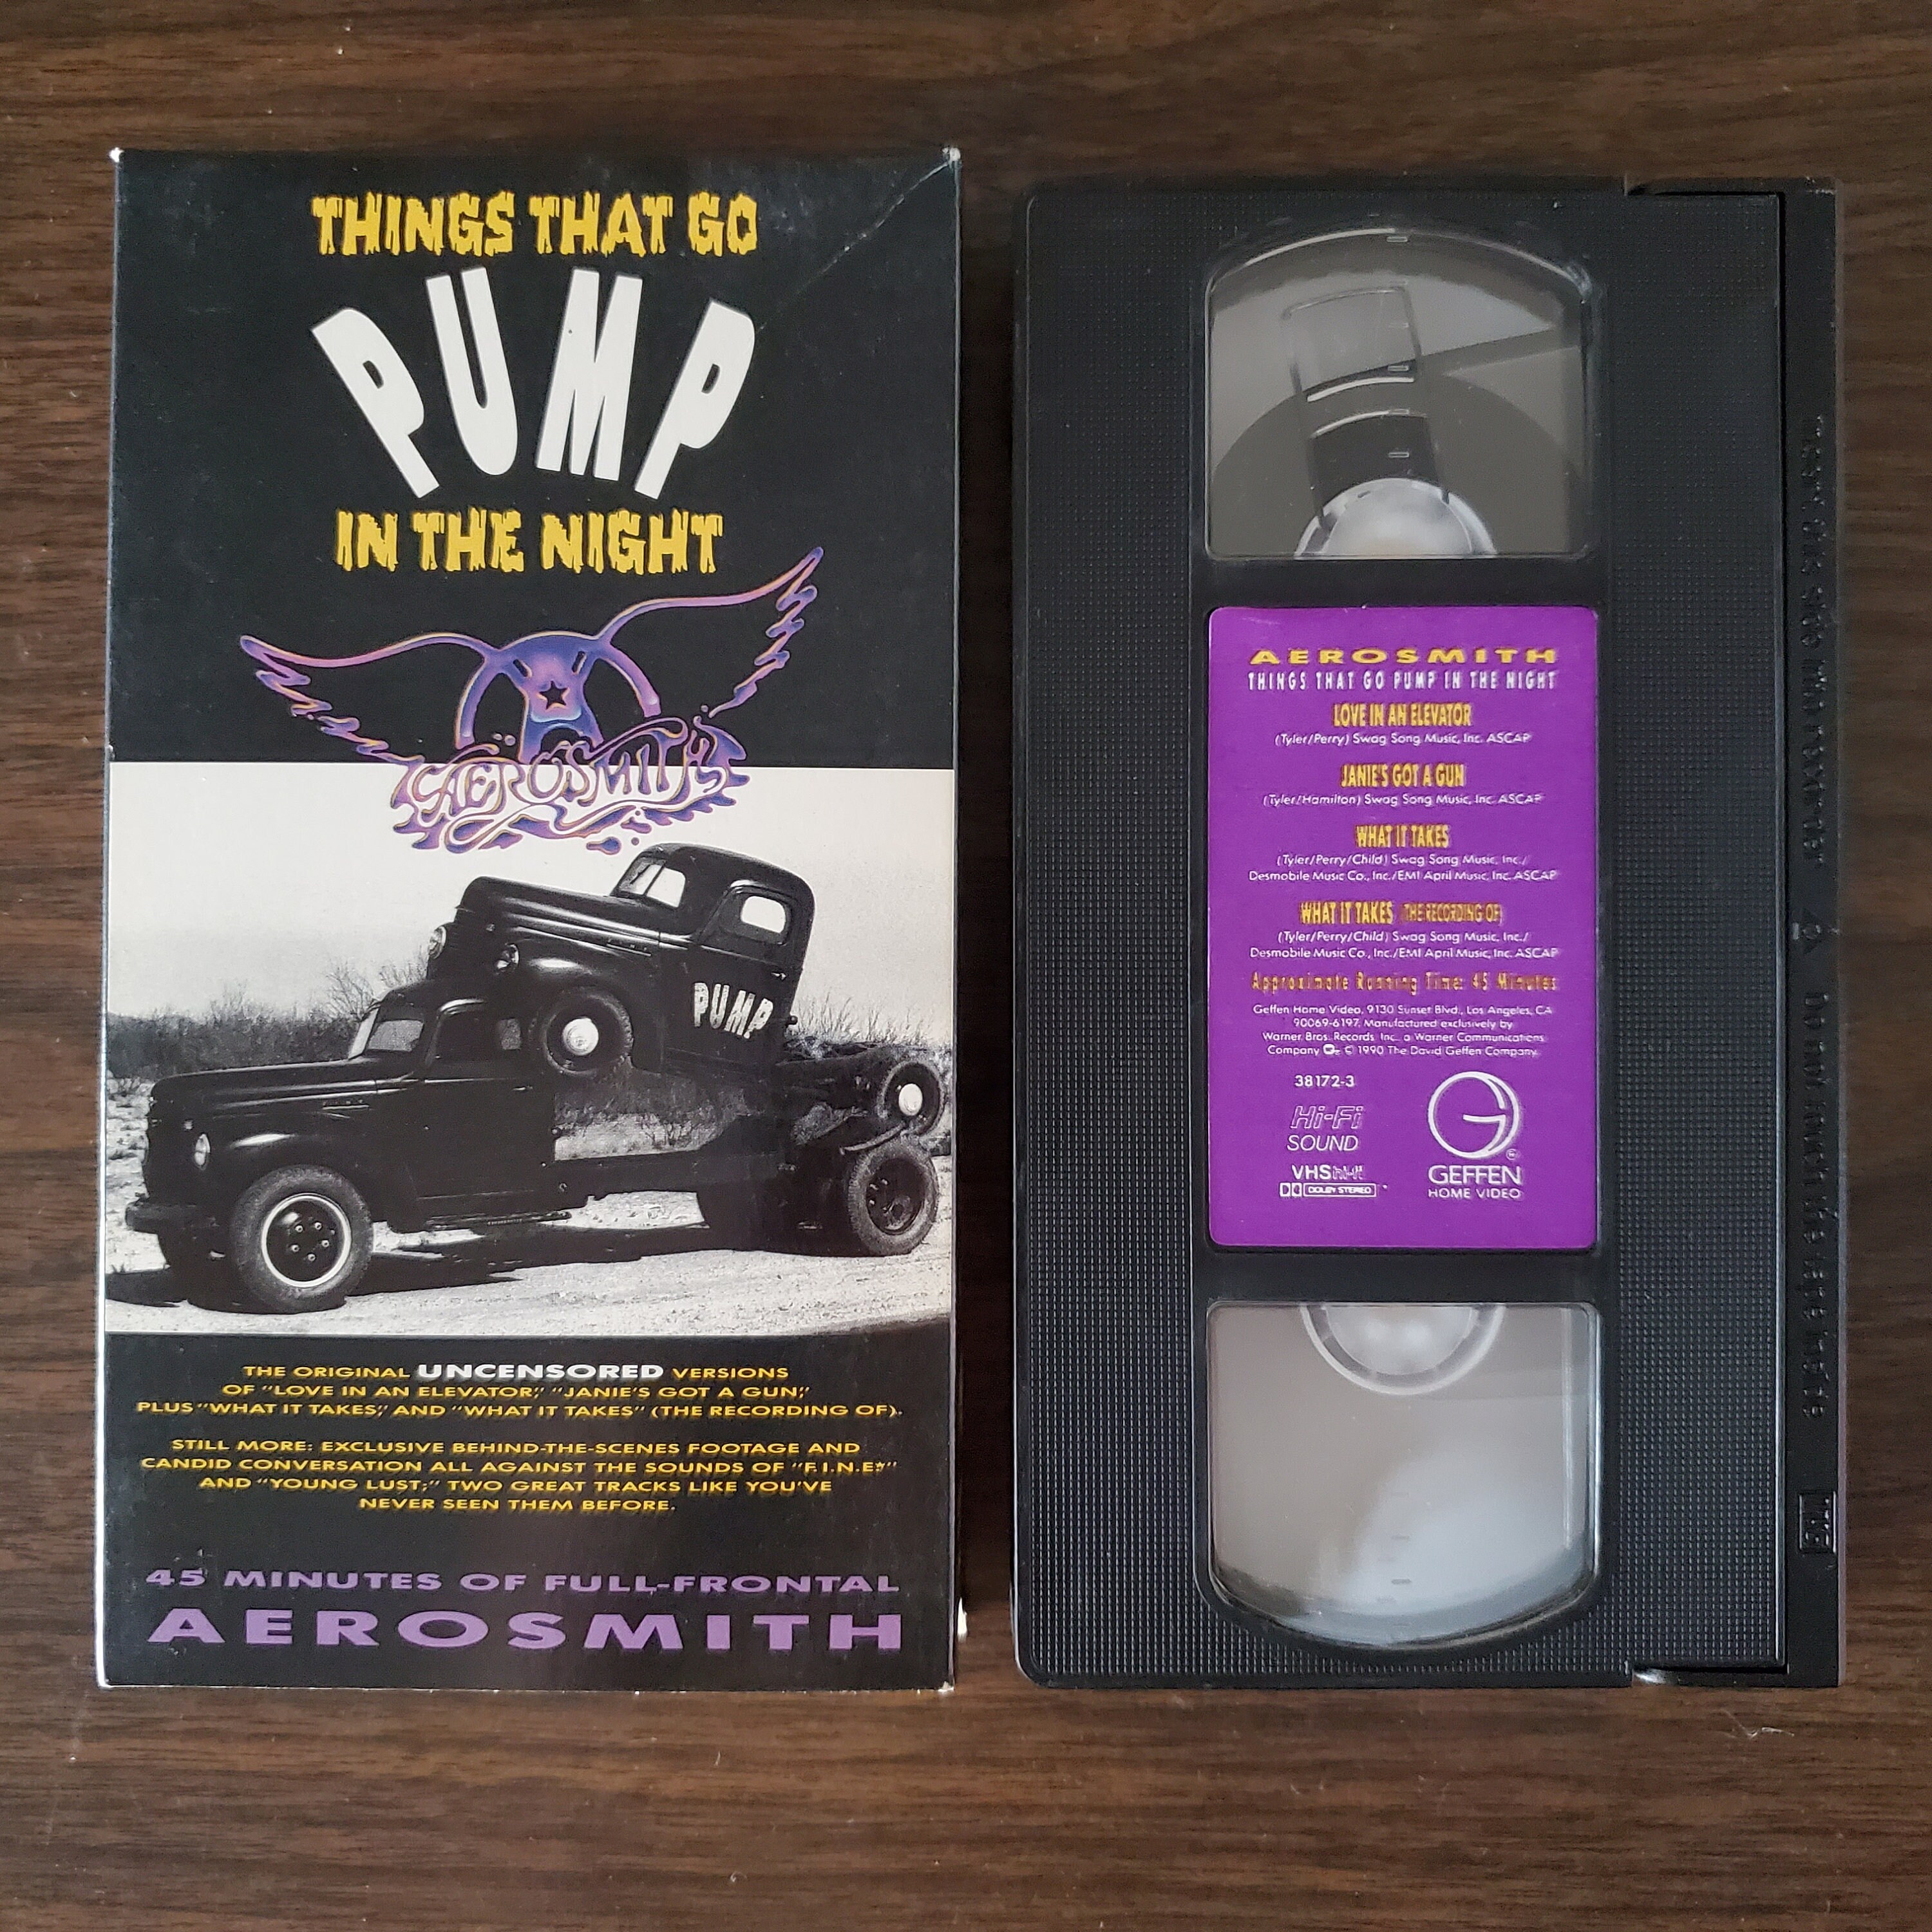 THINGS THAT GO
PUMP
IN THE NIGHT
AEROSMITH
PUMP
THE ORIGINAL UNCENSORED VERSIONS
OF "LOVE IN AN ELEVATOR," "JANIE'S GOT A GUN,"
PLUS "WHAT IT TAKES," AND "WHAT IT TAKES" (THE RECORDING OF).
STILL MORE: EXCLUSIVE BEHIND-THE-SCENES FOOTAGE AND
CANDID CONVERSATION ALL AGAINST THE SOUNDS OF "F.I.N.E*"
AND "YOUNG LUST;" TWO GREAT TRACKS LIKE YOU'VE
NEVER SEEN THEM BEFORE.
45 MINUTES OF FULL-FRONTAL
AEROSMITH
AEROSMITH
THINGS THAT GO PUMP IN THE NIGHT
LOVE IN AN ELEVATOR
(Tyler/Perry) Swag Song Music, Inc. ASCAP
JANIE'S GOT A GUN
(Tyler/Hamilton) Swag Song Music, Inc. ASCAP
WHAT IT TAKES
(Tyler/Perry/Child) Swag Song Music, Inc./
Desmobile Music Co., Inc./EMI April Music, Inc. ASCAP
WHAT IT TAKES (THE RECORDING OF)
(Tyler/Perry/Child) Swag Song Music, Inc./
Desmobile Music Co., Inc./EMI April Music, Inc. ASCAP
Approximate Running Time: 45 Minutes
Geffen Home Video, 9130 Sunset Blvd., Los Angeles, CA
90069-6197. Manufactured exclusively by
Warner Bros. Records Inc., a Warner Communications
Company © 1990 The David Geffen Company.
38172-3
Hi-Fi
SOUND
VHS hi-fi
DOLBY STEREO
GEFFEN
HOME VIDEO